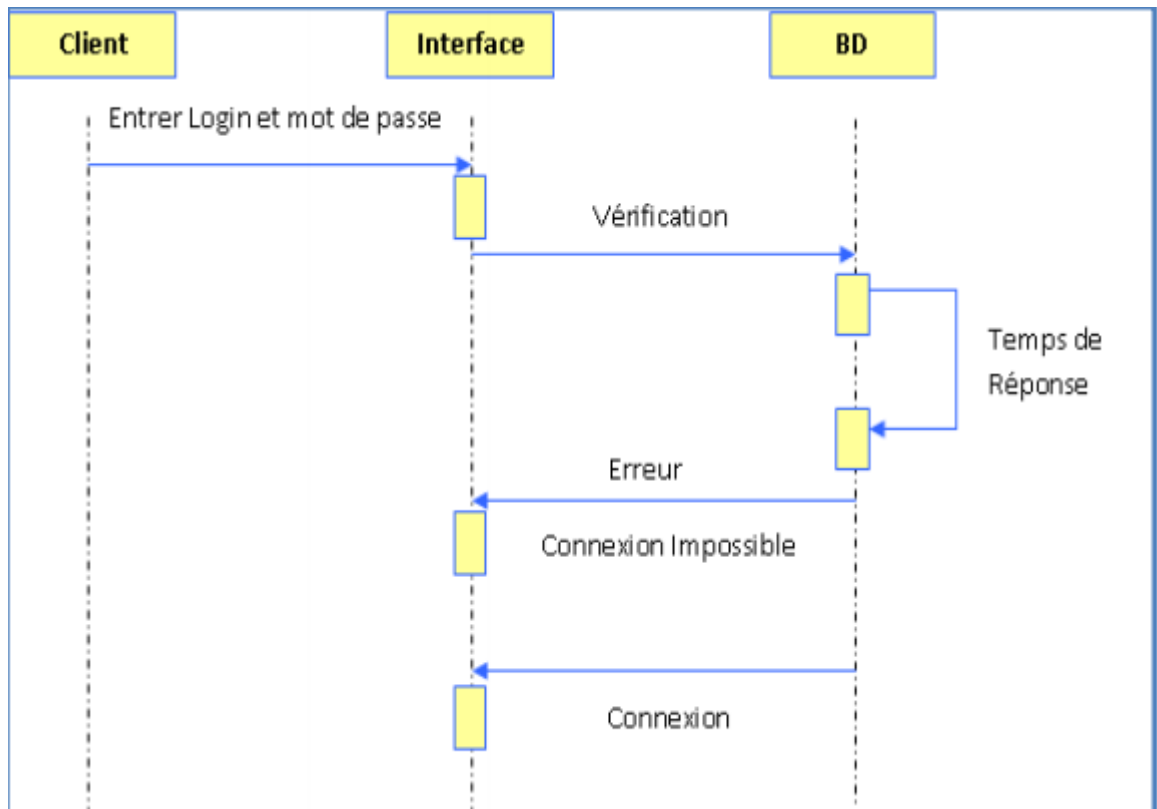 Client
Interface
BD
Entrer Login et mot de passe
Vérification
Temps de
Réponse
Erreur
Connexion Impossible
Connexion